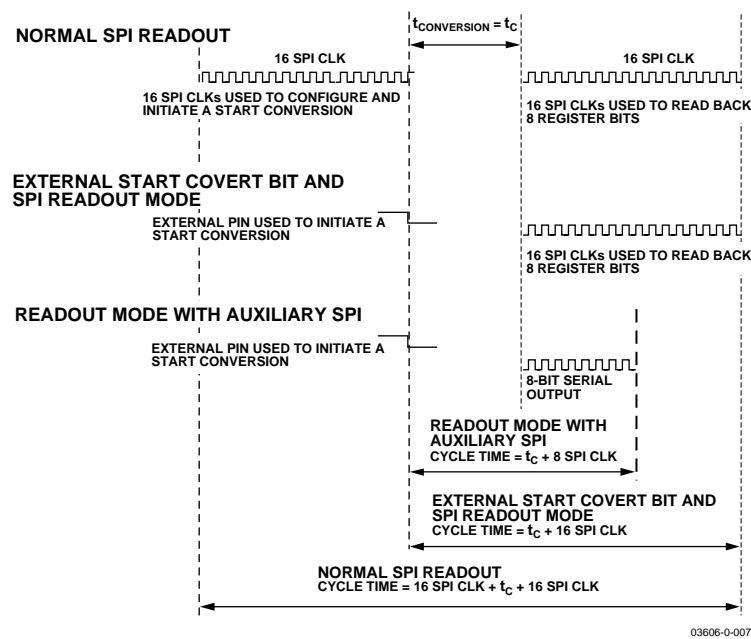 tCONVERSION = tC
NORMAL SPI READOUT
16 SPI CLK
16 SPI CLK
16 SPI CLKs USED TO CONFIGURE AND
INITIATE A START CONVERSION
16 SPI CLKs USED TO READ BACK
8 REGISTER BITS
EXTERNAL START COVERT BIT AND
SPI READOUT MODE
EXTERNAL PIN USED TO INITIATE A
START CONVERSION
16 SPI CLKs USED TO READ BACK
8 REGISTER BITS
READOUT MODE WITH AUXILIARY SPI
EXTERNAL PIN USED TO INITIATE A
START CONVERSION
8-BIT SERIAL
OUTPUT
READOUT MODE WITH
AUXILIARY SPI
CYCLE TIME = tC + 8 SPI CLK
EXTERNAL START COVERT BIT AND
SPI READOUT MODE
CYCLE TIME = tC + 16 SPI CLK
NORMAL SPI READOUT
CYCLE TIME = 16 SPI CLK + tC + 16 SPI CLK
03606-0-007